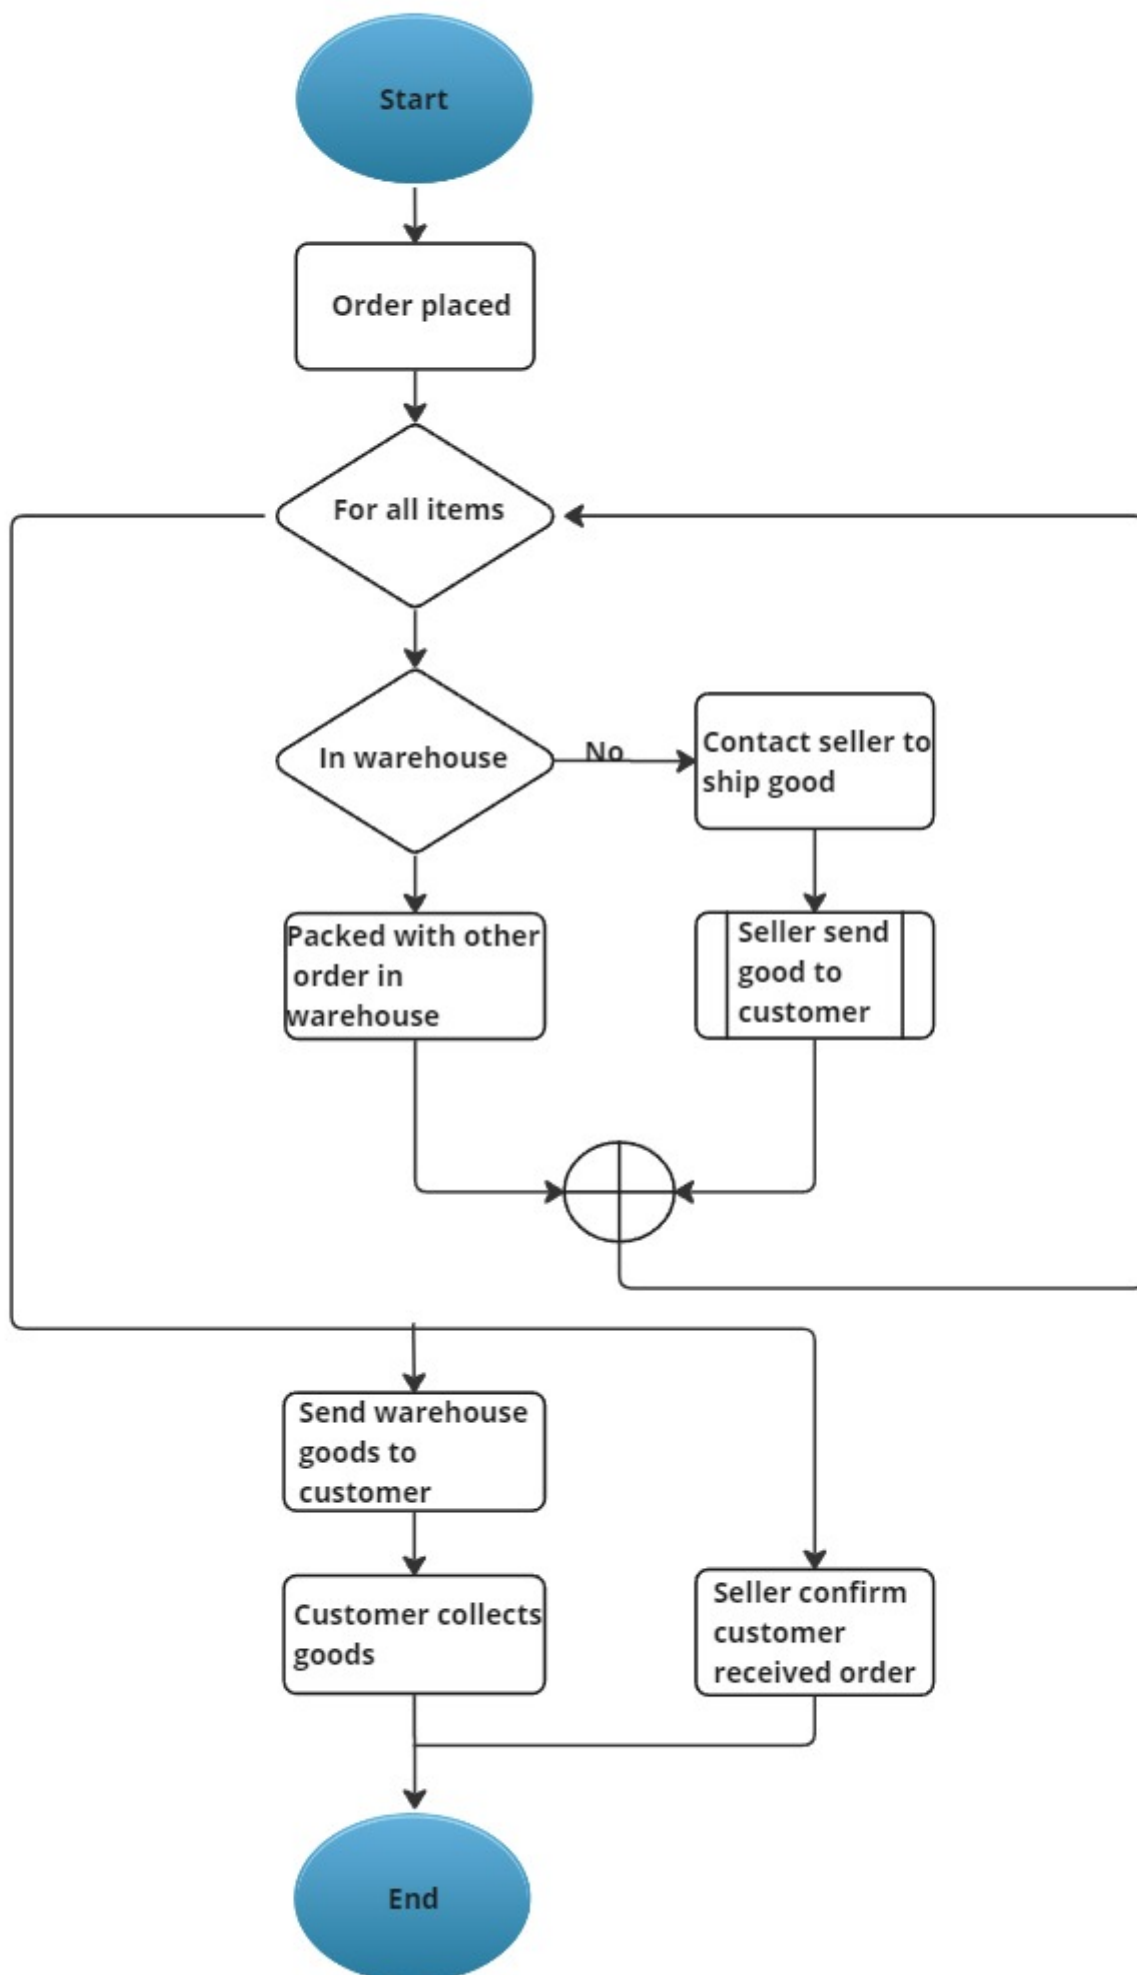 Start
Order placed
For all items
In warehouse
No
Contact seller to
ship good
Packed with other
order in
warehouse
Seller send
good to
customer
Send warehouse
goods to
customer
Customer collects
goods
Seller confirm
customer
received order
End